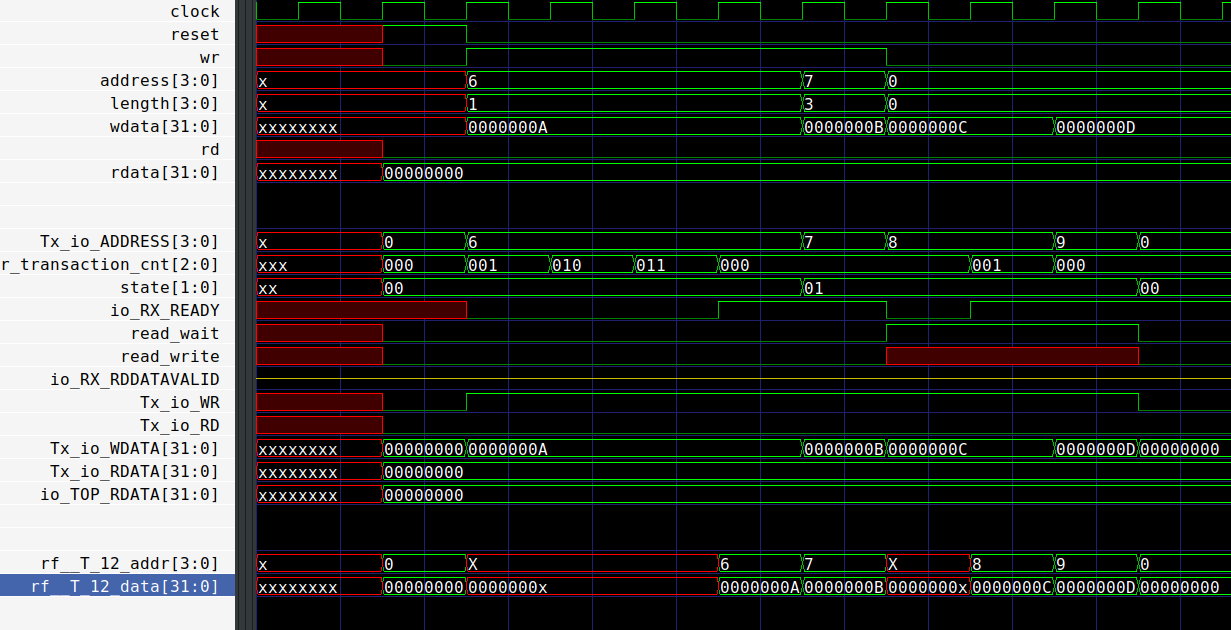 clock
reset
wr
address[3:0] x 6 7 0
length[3:0] x 1 3 0
wdata[31:0] xxxxxxxx 0000000A 0000000B 0000000C 0000000D
rd
rdata[31:0] xxxxxxxx 00000000
Tx_io_ADDRESS[3:0] x 0 6 7 8 9 0
r_transaction_cnt[2:0] xxx 000 001 010 011 000 001 000
state[1:0] xx 00 01 00
io_RX_READY
read_wait
read_write
io_RX_RDDATAVALID
Tx_io_WR
Tx_io_RD
Tx_io_WDATA[31:0] xxxxxxxx 00000000 0000000A 0000000B 0000000C 0000000D 00000000
Tx_io_RDATA[31:0] xxxxxxxx 00000000
io_TOP_RDATA[31:0] xxxxxxxx 00000000
rf__T_12_addr[3:0] x 0 X 6 7 X 8 9 0
rf__T_12_data[31:0] xxxxxxxx 00000000 0000000x 0000000A 0000000B 0000000x 0000000C 0000000D 00000000